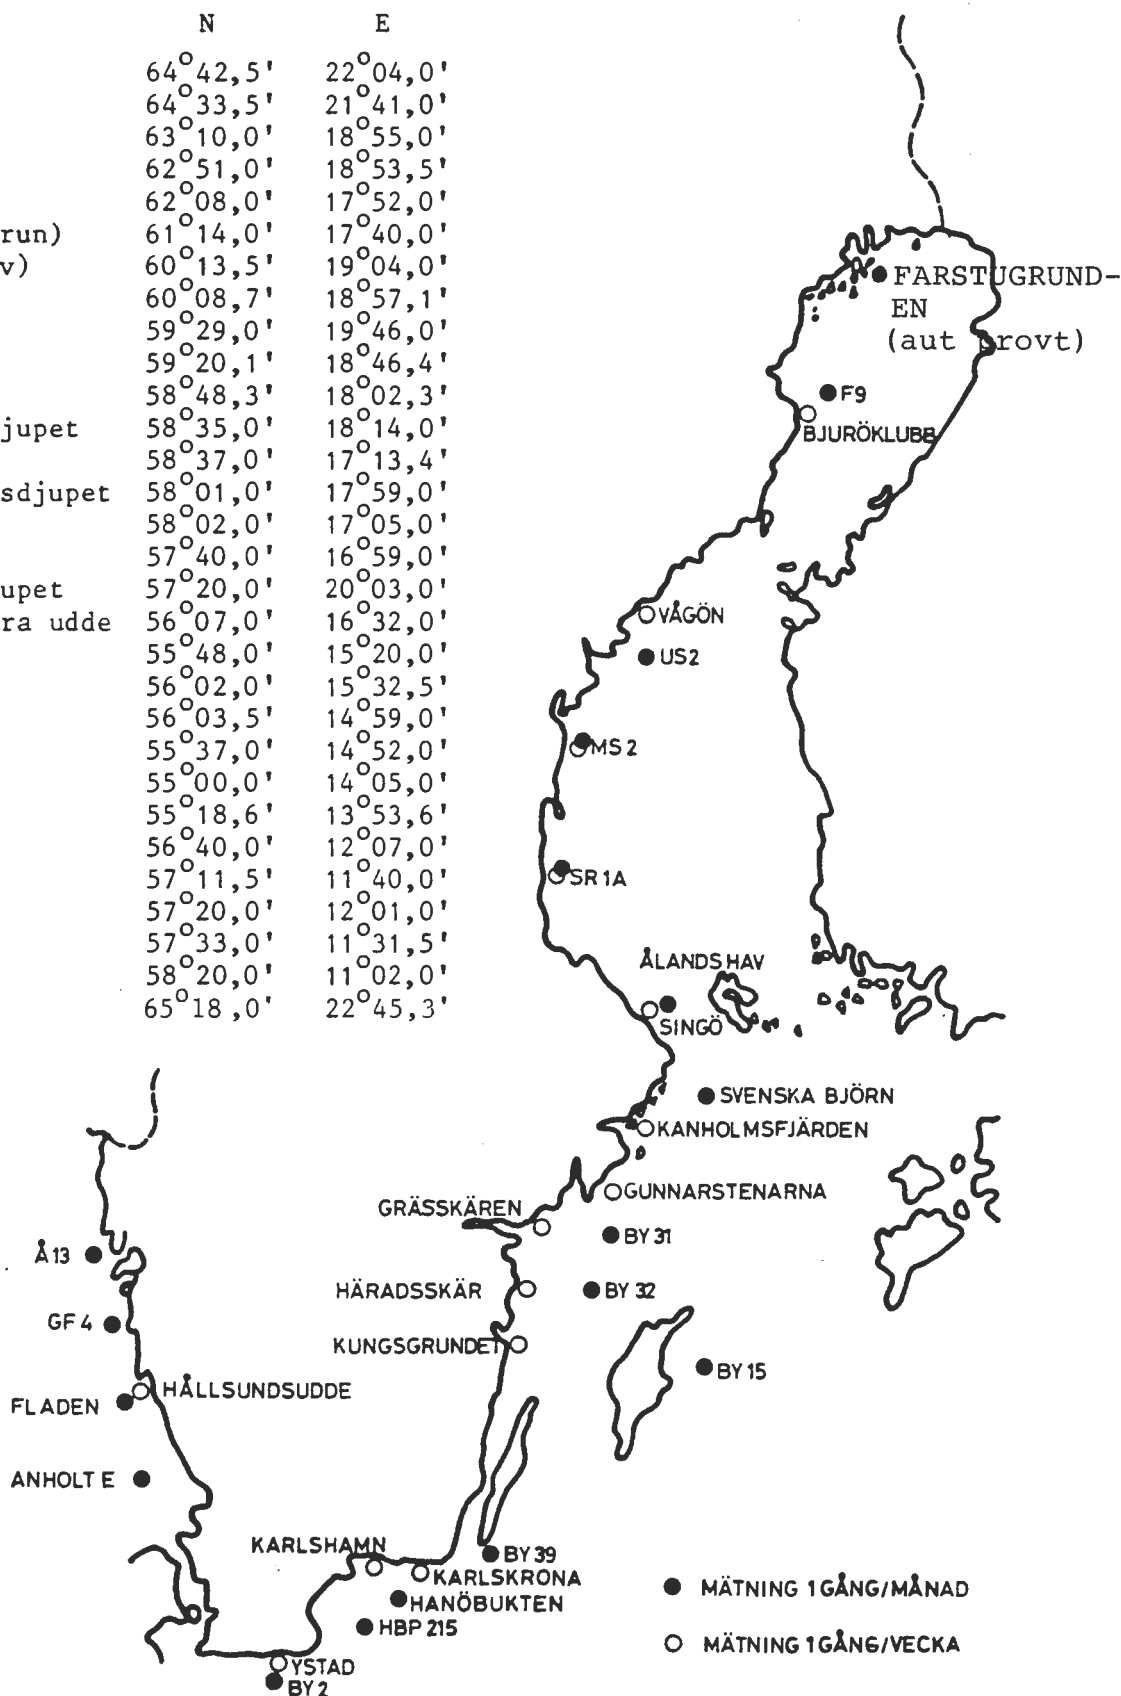 N E
64°42,5' 22°04,0'
64°33,5' 21°41,0'
63°10,0' 18°55,0'
62°51,0' 18°53,5'
62°08,0' 17°52,0'
run) 61°14,0' 17°40,0'
v) 60°13,5' 19°04,0'
60°08,7' 18°57,1'
59°29,0' 19°46,0'
59°20,1' 18°46,4'
58°48,3' 18°02,3'
jupet 58°35,0' 18°14,0'
58°37,0' 17°13,4'
sdjupet 58°01,0' 17°59,0'
58°02,0' 17°05,0'
57°40,0' 16°59,0'
upet 57°20,0' 20°03,0'
ra udde 56°07,0' 16°32,0'
55°48,0' 15°20,0'
56°02,0' 15°32,5'
56°03,5' 14°59,0'
55°37,0' 14°52,0'
55°00,0' 14°05,0'
55°18,6' 13°53,6'
56°40,0' 12°07,0'
57°11,5' 11°40,0'
57°20,0' 12°01,0'
57°33,0' 11°31,5'
58°20,0' 11°02,0'
65°18,0' 22°45,3'
FARSTUGRUND-
EN
(aut provt)
F9
BJURÖKLUBB
VÅGÖN
US2
MS2
SR1A
ÅLANDSHAV
SINGÖ
SVENSKA BJÖRN
KANHOLMSFJÄRDEN
GUNNARSTENARNA
GRÄSSKÄREN
BY 31
Å13
HÄRADSSKÄR
BY 32
GF 4
KUNGSGRUNDET
BY 15
HÅLLSUNDSUDDE
FLADEN
ANHOLT E
KARLSHAMN
BY 39
KARLSKRONA
HANÖBUKTEN
HBP 215
YSTAD
BY 2
MÄTNING 1 GÅNG/MÅNAD
MÄTNING 1 GÅNG/VECKA